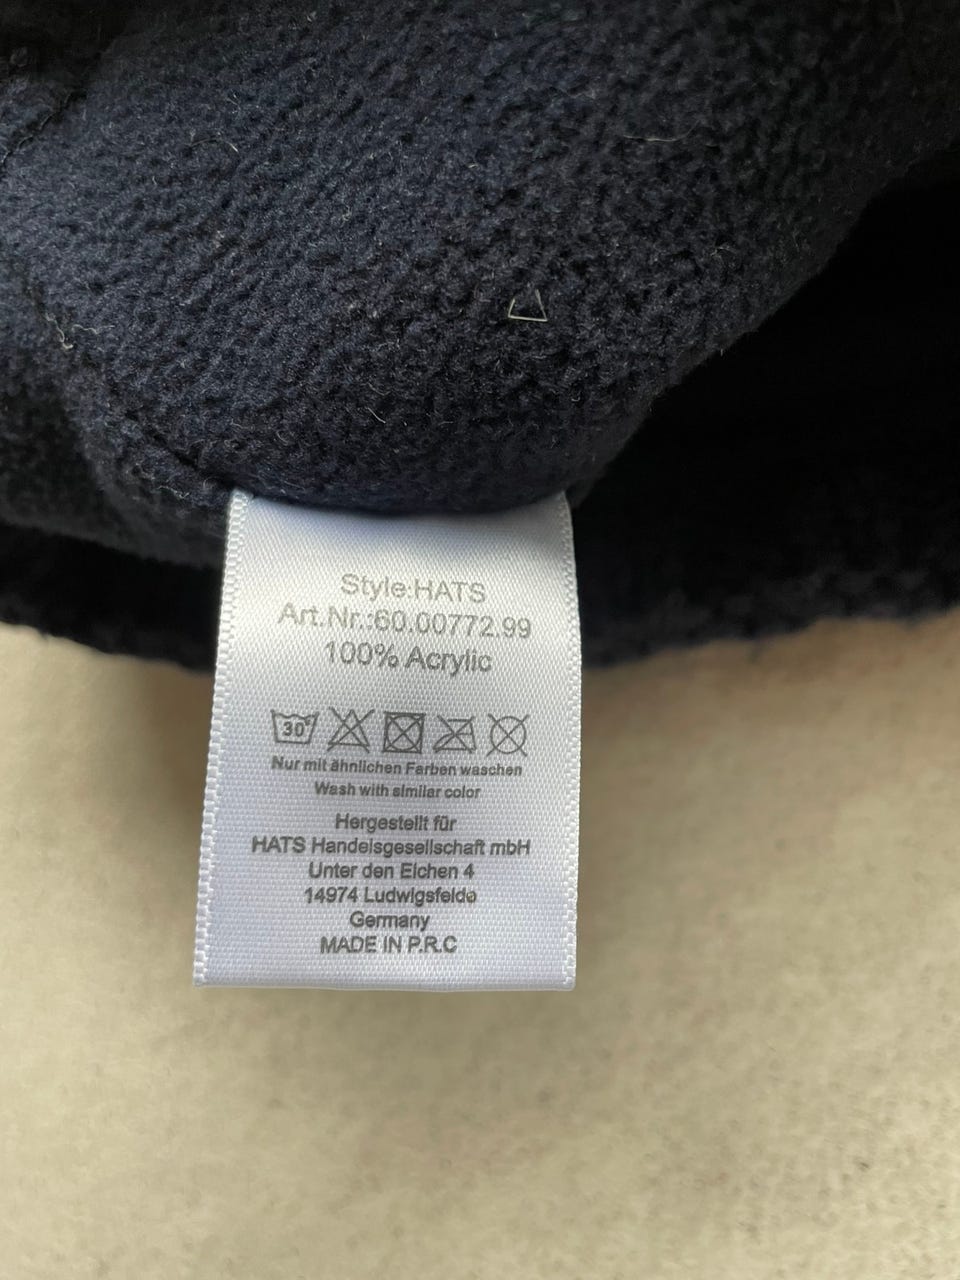 Style:HATS
Art.Nr.:60.00772.99
100% Acrylic
30°
Nur mit ähnlichen Farben waschen
Wash with similar color
Hergestellt für
HATS Handelsgesellschaft mbH
Unter den Eichen 4
14974 Ludwigsfelde
Germany
MADE IN P.R.C